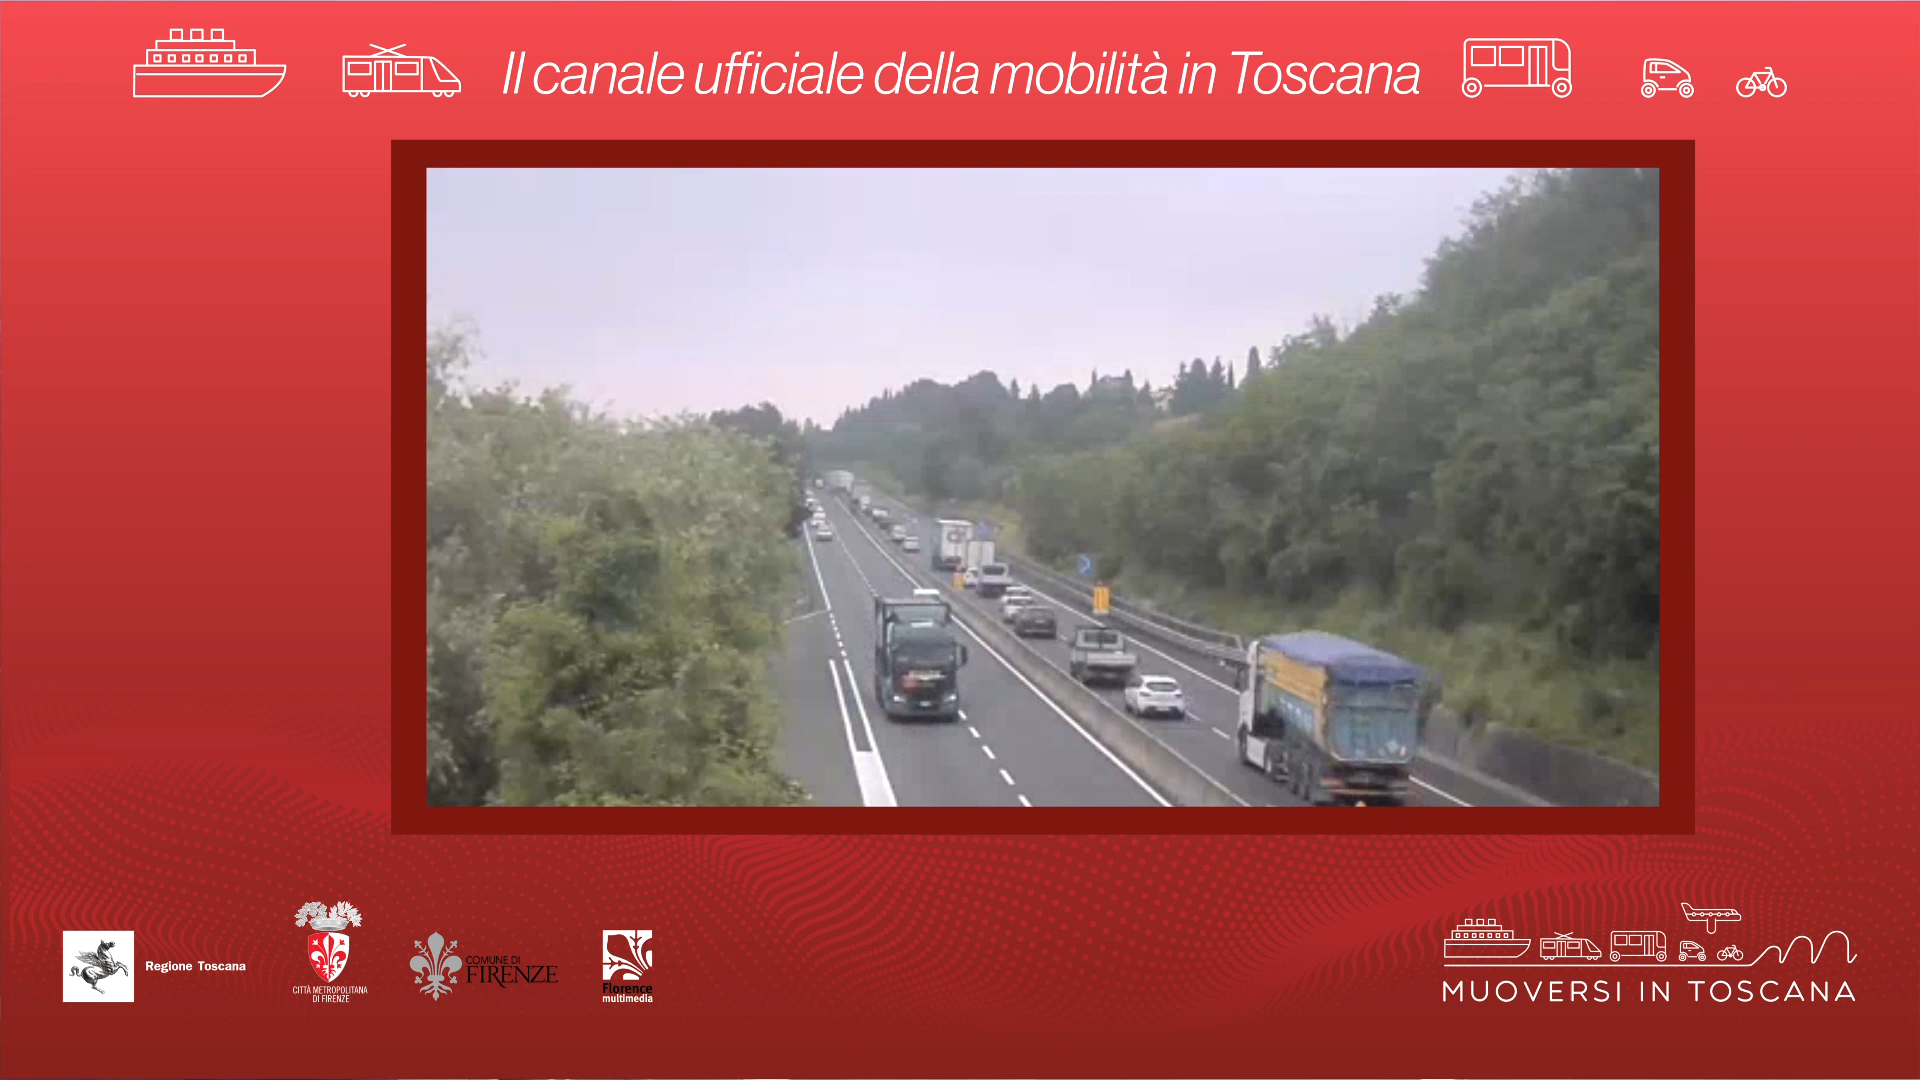 Il canale ufficiale della mobilità in Toscana
Regione Toscana
CITTÀ METROPOLITANA
DI FIRENZE
COMUNE DI
FIRENZE
Florence
multimedia
MUOVERSI IN TOSCANA